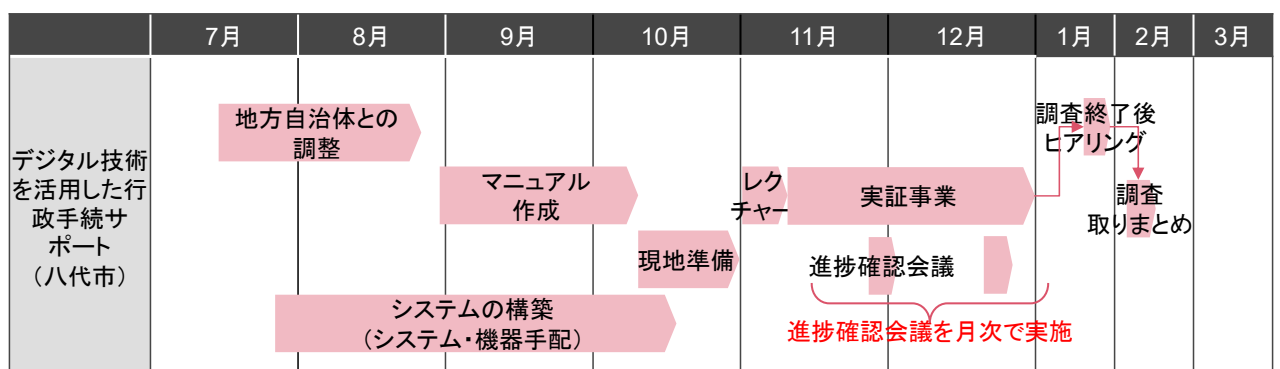 7月 8月 9月 10月 11月 12月 1月 2月 3月
デジタル技術
を活用した行
政手続サ
ポート
（八代市）
地方自治体との
調整
マニュアル
作成
現地準備
システムの構築
（システム・機器手配）
レク
チャー
実証事業
進捗確認会議
進捗確認会議を月次で実施
調査終了後
ヒアリング
調査
取りまとめ